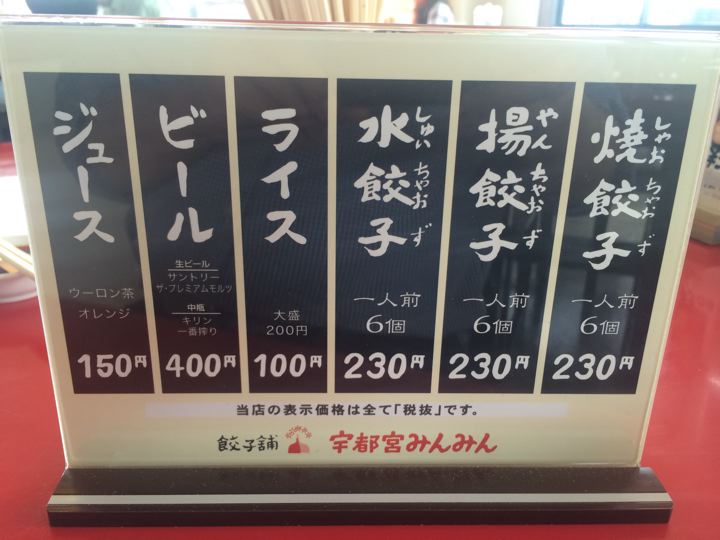 焼餃子
しゃおちゃおず
一人前
6個
230円
揚餃子
やんちゃおず
一人前
6個
230円
水餃子
しゅいちゃおず
一人前
6個
230円
ライス
大盛
200円
100円
ビール
生ビール
サントリー
ザ・プレミアムモルツ
中瓶
キリン
一番搾り
400円
ジュース
ウーロン茶
オレンジ
150円
当店の表示価格は全て「税抜」です。
餃子舗 宇都宮みんみん